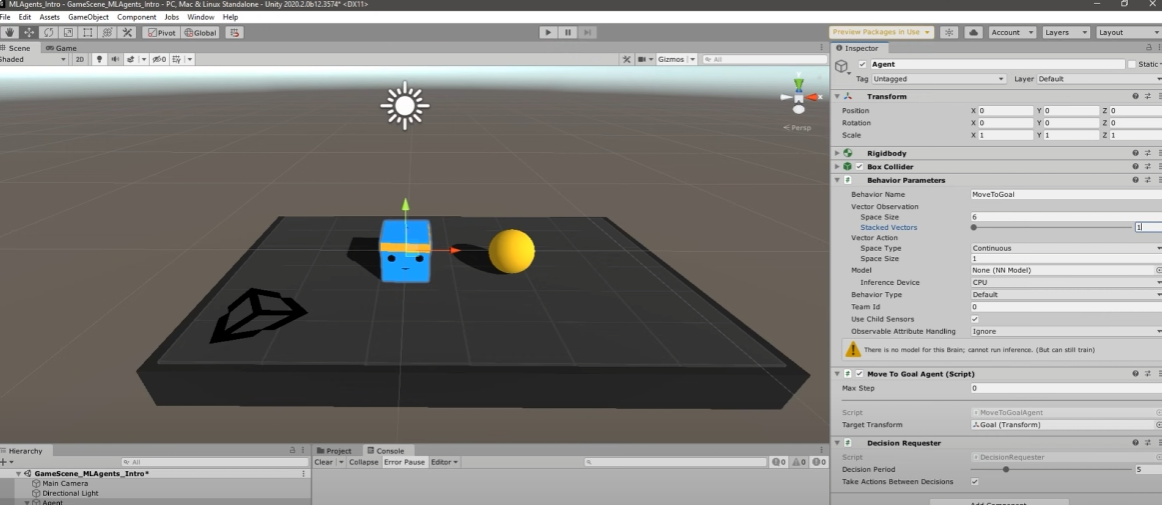 MLAgents_Intro - GameScene_MLAgents_Intro - PC, Mac & Linux Standalone - Unity 2020.2.0b12.3574* <DX11>
File Edit Assets GameObject Component Jobs Window Help
Pivot Global Preview Packages in Use Account Layers Layout
Scene Game
Shaded 2D 0 Gizmos All
Persp
Inspector
Agent Static
Tag Untagged Layer Default
Transform
Position X 0 Y 0 Z 0
Rotation X 0 Y 0 Z 0
Scale X 1 Y 1 Z 1
Rigidbody
Box Collider
Behavior Parameters
Behavior Name MoveToGoal
Vector Observation
Space Size 6
Stacked Vectors 1
Vector Action
Space Type Continuous
Space Size 1
Model None (NN Model)
Inference Device CPU
Behavior Type Default
Team Id 0
Use Child Sensors
Observable Attribute Handling Ignore
There is no model for this Brain; cannot run inference. (But can still train)
Move To Goal Agent (Script)
Max Step 0
Script MoveToGoalAgent
Target Transform Goal (Transform)
Decision Requester
Script DecisionRequester
Decision Period 5
Take Actions Between Decisions
Add Component
Hierarchy
All
GameScene_MLAgents_Intro*
Main Camera
Directional Light
Agent
Project Console
Clear Collapse Error Pause Editor 0 0 0